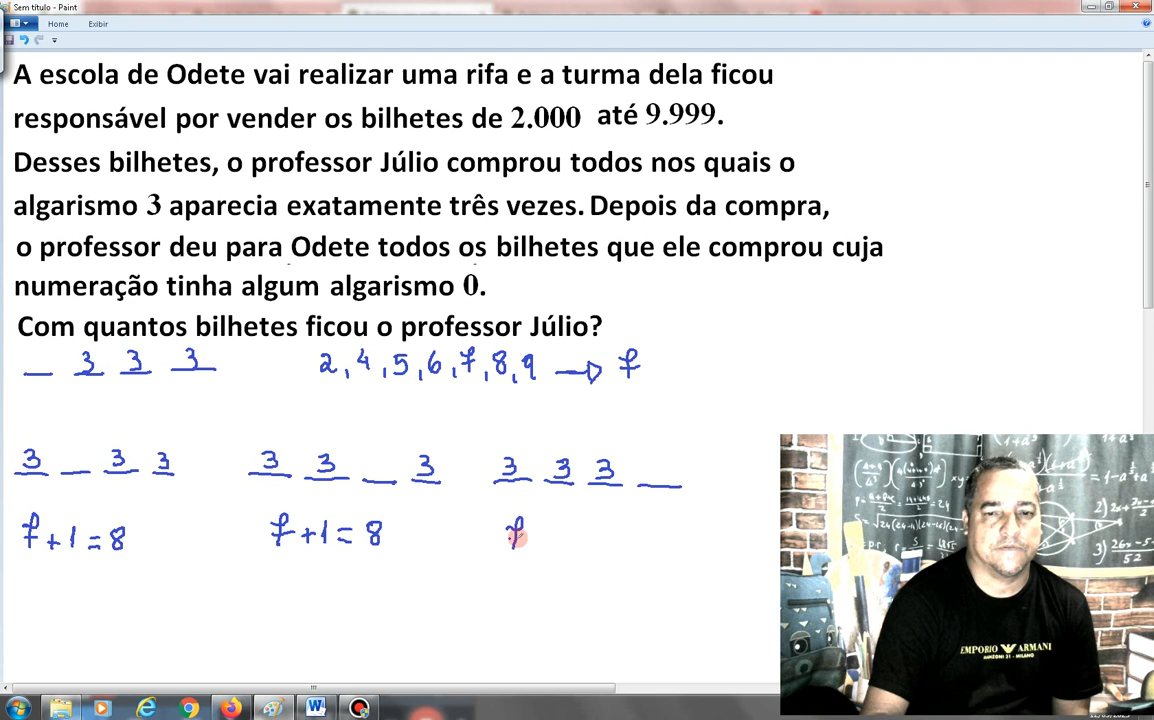 Sem título - Paint
Home Exibir
A escola de Odete vai realizar uma rifa e a turma dela ficou
responsável por vender os bilhetes de 2.000 até 9.999.
Desses bilhetes, o professor Júlio comprou todos nos quais o
algarismo 3 aparecia exatamente três vezes. Depois da compra,
o professor deu para Odete todos os bilhetes que ele comprou cuja
numeração tinha algum algarismo 0.
Com quantos bilhetes ficou o professor Júlio?
_ 3 3 3 2, 4, 5, 6, 7, 8, 9 → 7
3 _ 3 3 3 3 _ 3 3 3 3 _
7 + 1 = 8 7 + 1 = 8 7
EMPORIO ARMANI